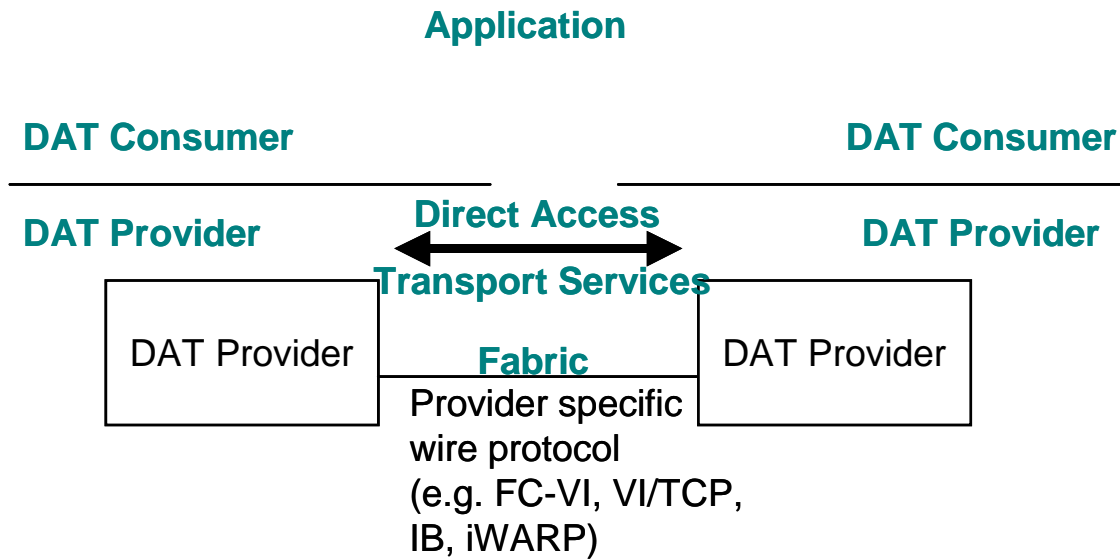 Application
DAT Consumer
DAT Consumer
DAT Provider
Direct Access
DAT Provider
Transport Services
DAT Provider
Fabric
DAT Provider
Provider specific
wire protocol
(e.g. FC-VI, VI/TCP,
IB, iWARP)